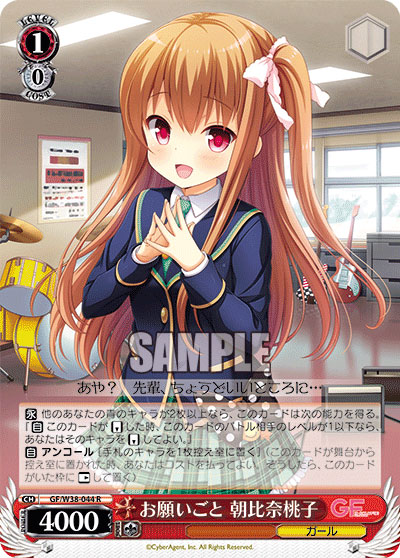 LEVEL
1
0
COST
SAMPLE
あや？　先輩、ちょうどいいところに…
永 他のあなたの青のキャラが2枚以上なら、このカードは次の能力を得る。
「自 このカードが した時、このカードのバトル相手のレベルが1以下なら、
あなたはそのキャラを してよい。」
自 アンコール ［手札のキャラを1枚控え室に置く］（このカードが舞台から
控え室に置かれた時、あなたはコストを払ってよい。そうしたら、このカード
がいた枠に して置く）
CH GF/W38-044 R
4000
お願いごと 朝比奈桃子
GF
ガール
©CyberAgent, Inc. All Rights Reserved.